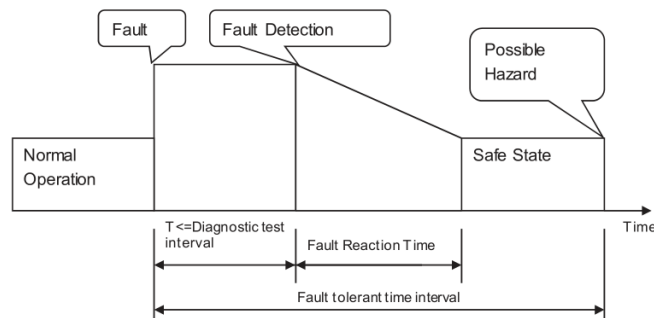 Fault
Fault Detection
Possible
Hazard
Normal
Operation
Safe State
Time
T<=Diagnostic test
interval
Fault Reaction Time
Fault tolerant time interval